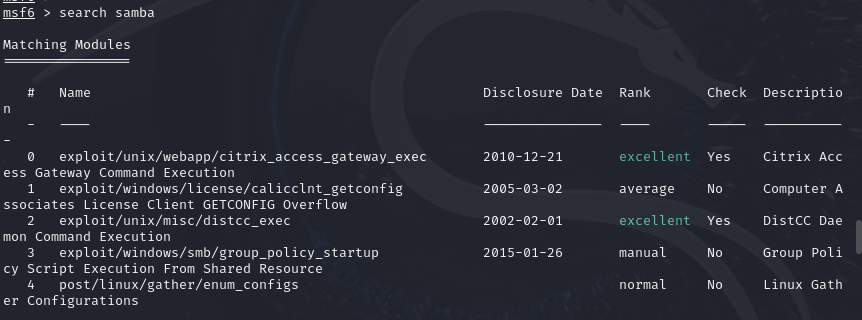 msf6 > search samba
Matching Modules
# Name Disclosure Date Rank Check Descriptio
n
- ---- --------------- ---- ----- ----------
-
0 exploit/unix/webapp/citrix_access_gateway_exec 2010-12-21 excellent Yes Citrix Acc
ess Gateway Command Execution
1 exploit/windows/license/calicclnt_getconfig 2005-03-02 average No Computer A
ssociates License Client GETCONFIG Overflow
2 exploit/unix/misc/distcc_exec 2002-02-01 excellent Yes DistCC Dae
mon Command Execution
3 exploit/windows/smb/group_policy_startup 2015-01-26 manual No Group Poli
cy Script Execution From Shared Resource
4 post/linux/gather/enum_configs normal No Linux Gath
er Configurations